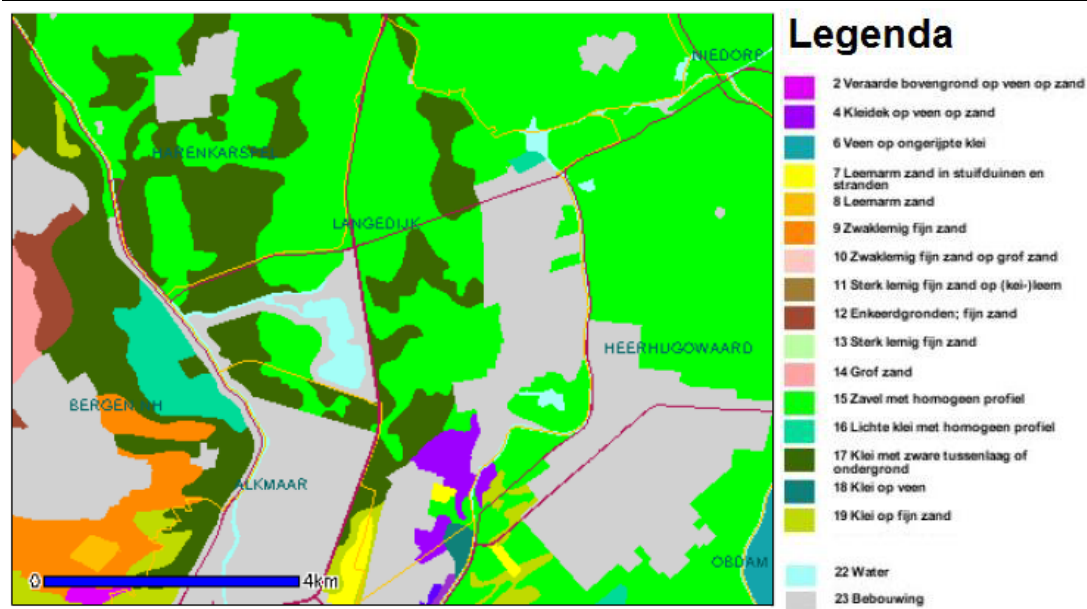 NIEDORP
HARENKARSPEL
LANGEDIJK
HEERHUGOWAARD
BERGEN NH
ALKMAAR
OBDAM
0 4km
Legenda
2 Veraarde bovengrond op veen op zand
4 Kleidek op veen op zand
6 Veen op ongerijpte klei
7 Leemarm zand in stuifduinen en
stranden
8 Leemarm zand
9 Zwaklemig fijn zand
10 Zwaklemig fijn zand op grof zand
11 Sterk lemig fijn zand op (kei-)leem
12 Enkeerdgronden; fijn zand
13 Sterk lemig fijn zand
14 Grof zand
15 Zavel met homogeen profiel
16 Lichte klei met homogeen profiel
17 Klei met zware tussenlaag of
ondergrond
18 Klei op veen
19 Klei op fijn zand
22 Water
23 Bebouwing